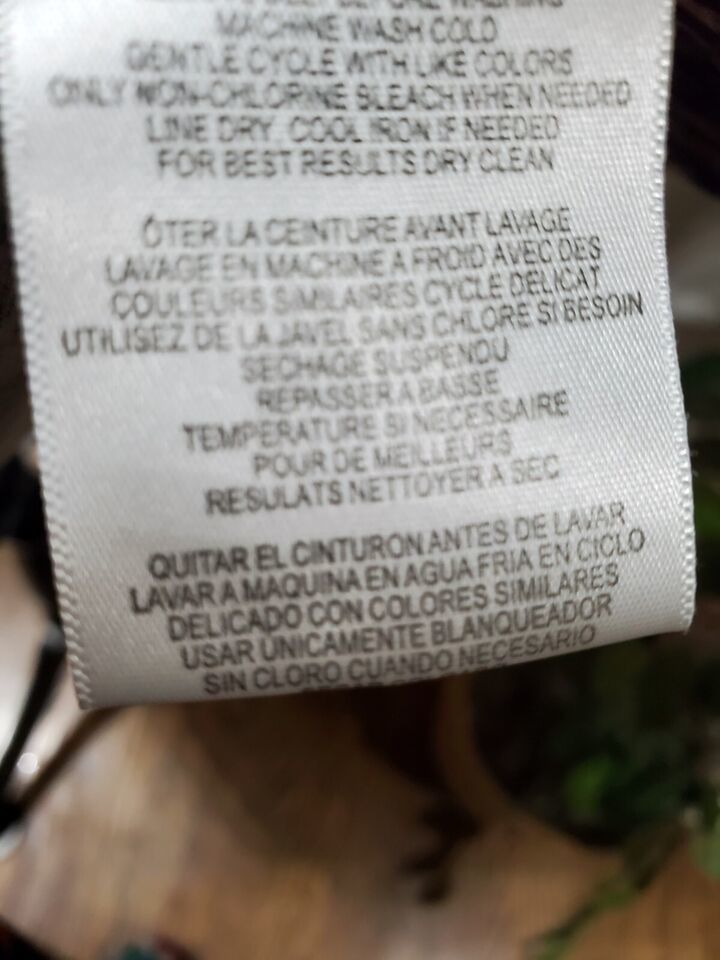 BEFORE WASHING
MACHINE WASH COLD
GENTLE CYCLE WITH LIKE COLORS
ONLY NON-CHLORINE BLEACH WHEN NEEDED
LINE DRY. COOL IRON IF NEEDED
FOR BEST RESULTS DRY CLEAN
ÔTER LA CEINTURE AVANT LAVAGE
LAVAGE EN MACHINE A FROID AVEC DES
COULEURS SIMILAIRES CYCLE DELICAT
UTILISEZ DE LA JAVEL SANS CHLORE SI BESOIN
SECHAGE SUSPENDU
REPASSER A BASSE
TEMPERATURE SI NECESSAIRE
POUR DE MEILLEURS
RESULATS NETTOYER A SEC
QUITAR EL CINTURON ANTES DE LAVAR
LAVAR A MAQUINA EN AGUA FRIA EN CICLO
DELICADO CON COLORES SIMILARES
USAR UNICAMENTE BLANQUEADOR
SIN CLORO CUANDO NECESARIO